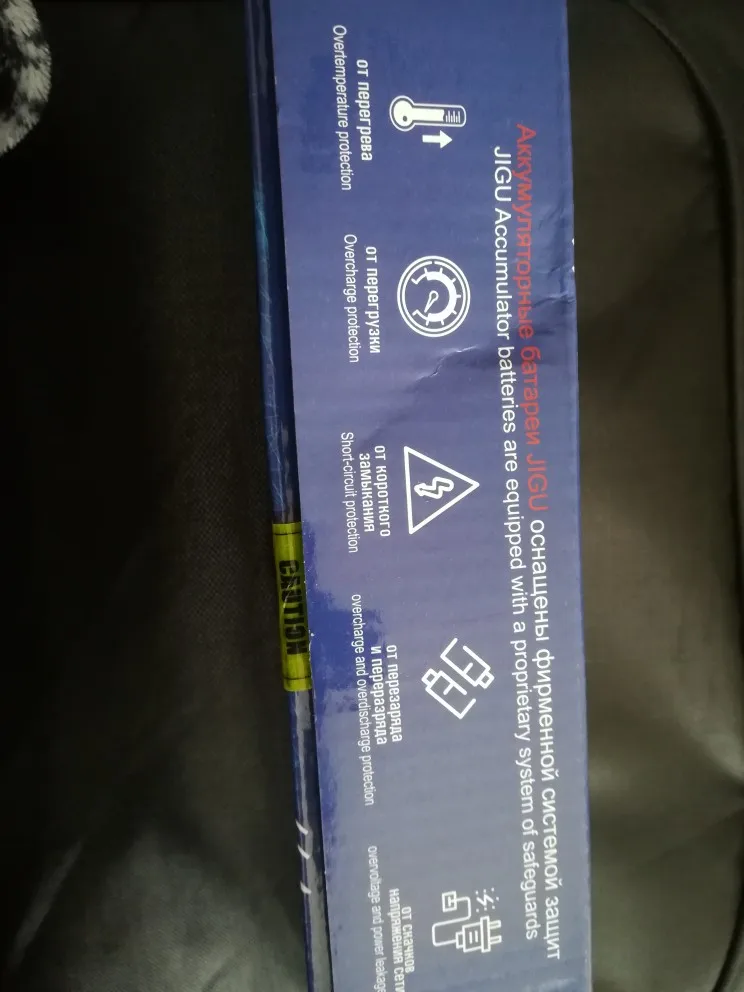 Аккумуляторные батареи JIGU оснащены фирменной системой защит
JIGU Accumulator batteries are equipped with a proprietary system of safeguards
от перегрева
Overtemperature protection
от перегрузки
Overcharge protection
от короткого
замыкания
Short-circuit protection
от перезаряда
и переразряда
overcharge and overdischarge protection
от скачков
напряжения сети
overvoltage and power leakage
CAUTION